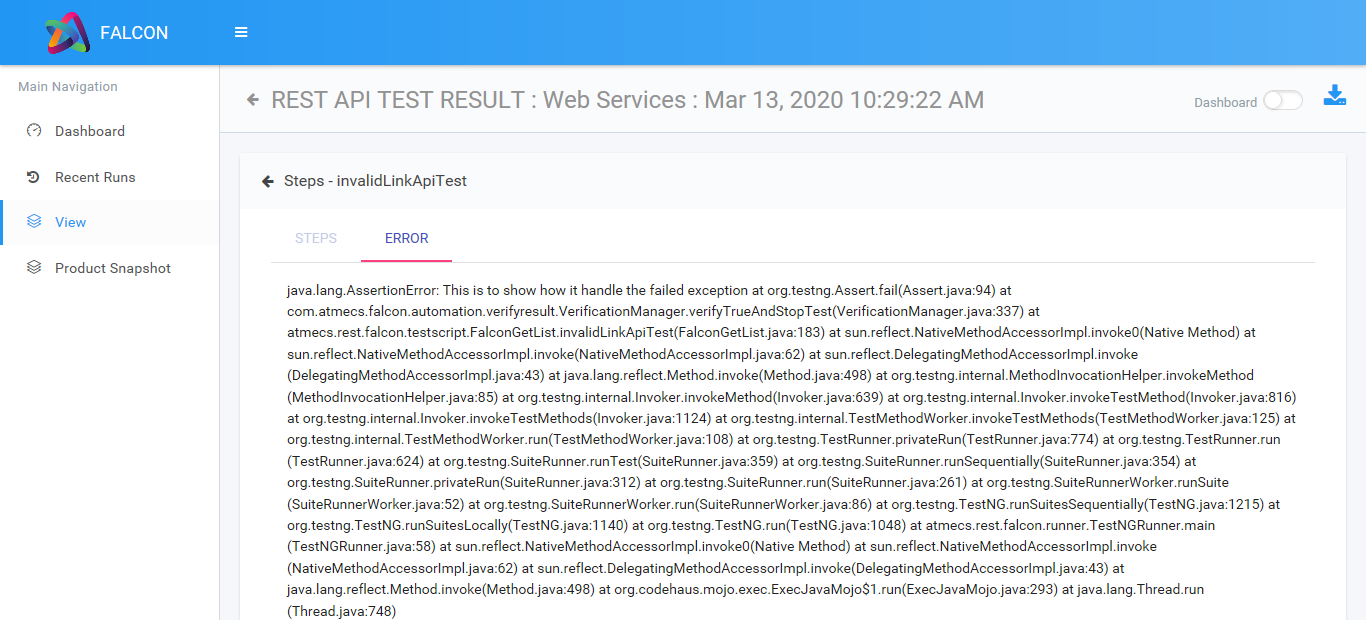 FALCON
Main Navigation
Dashboard
Recent Runs
View
Product Snapshot
REST API TEST RESULT : Web Services : Mar 13, 2020 10:29:22 AM
Dashboard
Steps - invalidLinkApiTest
STEPS
ERROR
java.lang.AssertionError: This is to show how it handle the failed exception at org.testng.Assert.fail(Assert.java:94) at
com.atmecs.falcon.automation.verifyresult.VerificationManager.verifyTrueAndStopTest(VerificationManager.java:337) at
atmecs.rest.falcon.testscript.FalconGetList.invalidLinkApiTest(FalconGetList.java:183) at sun.reflect.NativeMethodAccessorImpl.invoke0(Native Method) at
sun.reflect.NativeMethodAccessorImpl.invoke(NativeMethodAccessorImpl.java:62) at sun.reflect.DelegatingMethodAccessorImpl.invoke
(DelegatingMethodAccessorImpl.java:43) at java.lang.reflect.Method.invoke(Method.java:498) at org.testng.internal.MethodInvocationHelper.invokeMethod
(MethodInvocationHelper.java:85) at org.testng.internal.Invoker.invokeMethod(Invoker.java:639) at org.testng.internal.Invoker.invokeTestMethod(Invoker.java:816)
at org.testng.internal.Invoker.invokeTestMethods(Invoker.java:1124) at org.testng.internal.TestMethodWorker.invokeTestMethods(TestMethodWorker.java:125) at
org.testng.internal.TestMethodWorker.run(TestMethodWorker.java:108) at org.testng.TestRunner.privateRun(TestRunner.java:774) at org.testng.TestRunner.run
(TestRunner.java:624) at org.testng.SuiteRunner.runTest(SuiteRunner.java:359) at org.testng.SuiteRunner.runSequentially(SuiteRunner.java:354) at
org.testng.SuiteRunner.privateRun(SuiteRunner.java:312) at org.testng.SuiteRunner.run(SuiteRunner.java:261) at org.testng.SuiteRunnerWorker.runSuite
(SuiteRunnerWorker.java:52) at org.testng.SuiteRunnerWorker.run(SuiteRunnerWorker.java:86) at org.testng.TestNG.runSuitesSequentially(TestNG.java:1215) at
org.testng.TestNG.runSuitesLocally(TestNG.java:1140) at org.testng.TestNG.run(TestNG.java:1048) at atmecs.rest.falcon.runner.TestNGRunner.main
(TestNGRunner.java:58) at sun.reflect.NativeMethodAccessorImpl.invoke0(Native Method) at sun.reflect.NativeMethodAccessorImpl.invoke
(NativeMethodAccessorImpl.java:62) at sun.reflect.DelegatingMethodAccessorImpl.invoke(DelegatingMethodAccessorImpl.java:43) at
java.lang.reflect.Method.invoke(Method.java:498) at org.codehaus.mojo.exec.ExecJavaMojo$1.run(ExecJavaMojo.java:293) at java.lang.Thread.run
(Thread.java:748)